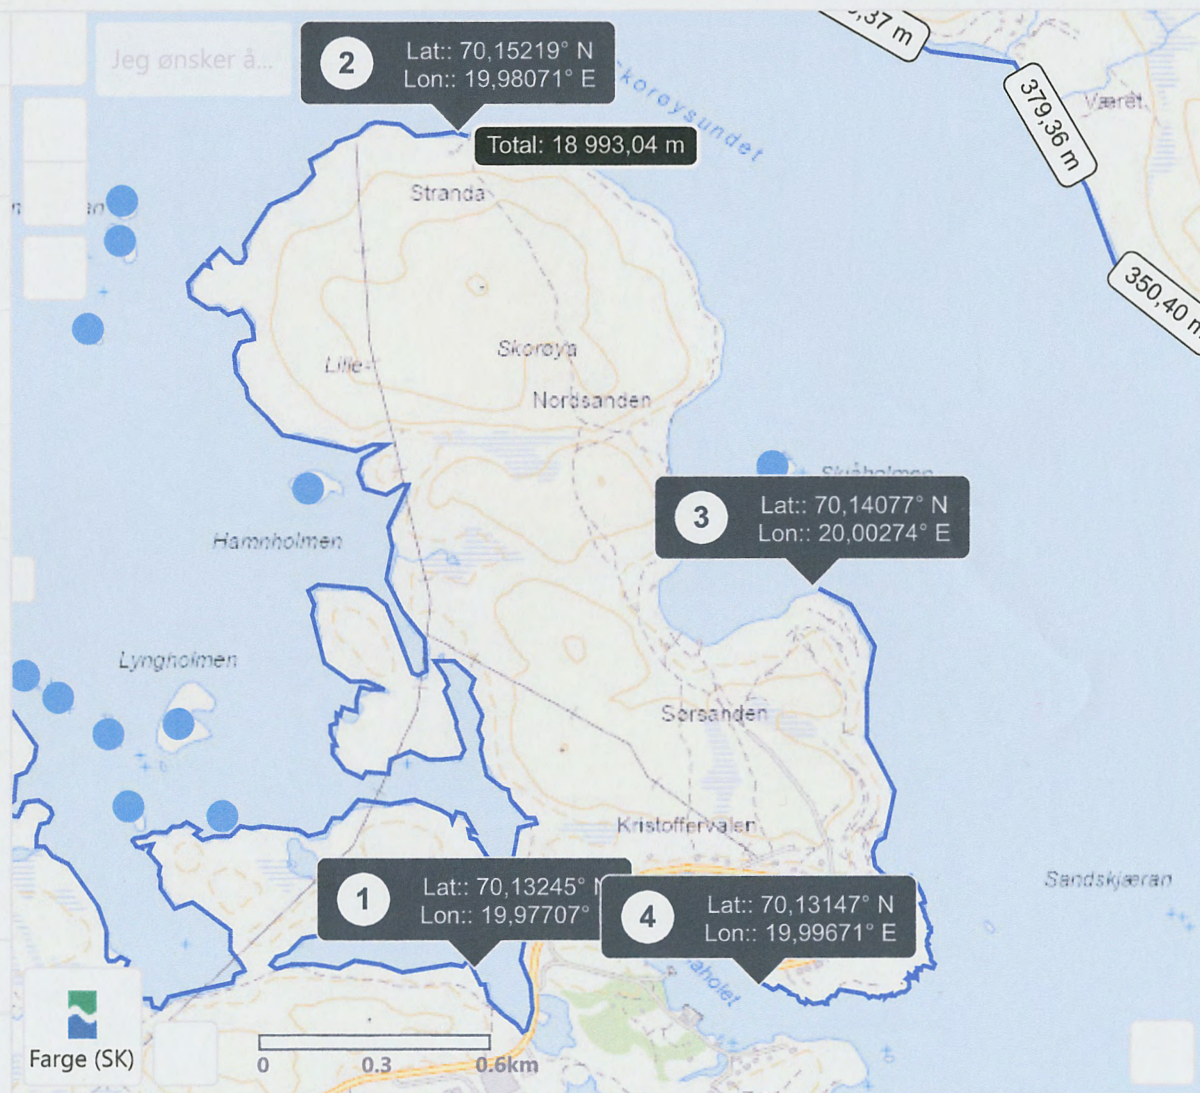 Jeg ønsker å...
2
Lat:: 70,15219° N
Lon:: 19,98071° E
Total: 18 993,04 m
,37 m
379,36 m
350,40 m
Været
Stranda
Skorøya
Lille-
Nordsanden
3
Lat:: 70,14077° N
Lon:: 20,00274° E
Hamnholmen
Lyngholmen
Sørsanden
Kristoffervalen
1
Lat:: 70,13245° N
Lon:: 19,97707°
4
Lat:: 70,13147° N
Lon:: 19,99671° E
Sandskjæran
Farge (SK)
0 0.3 0.6km